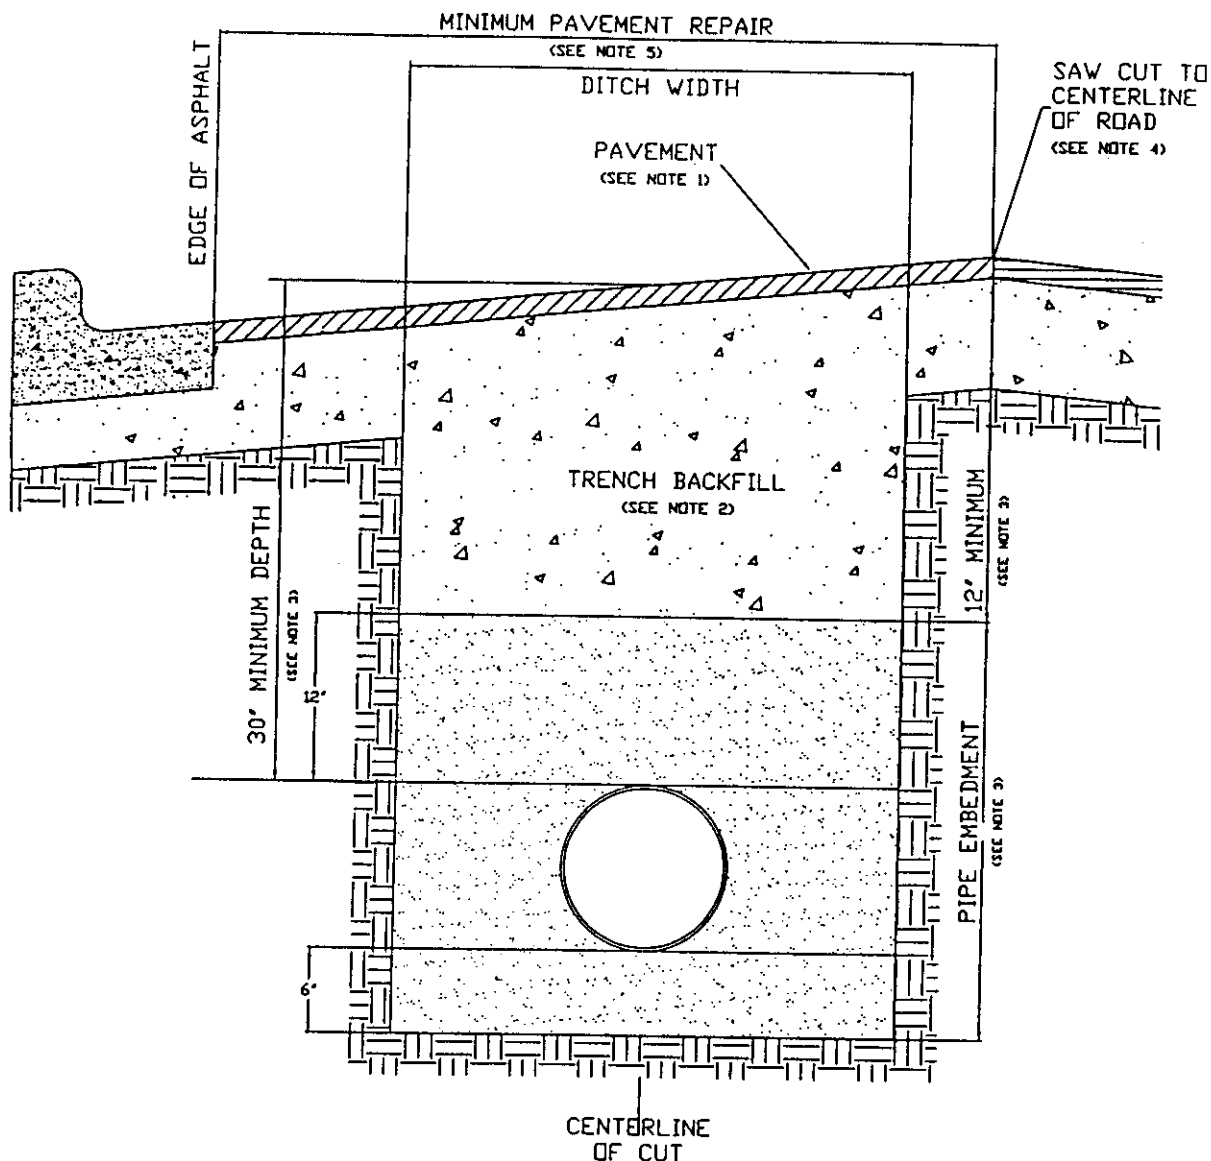 MINIMUM PAVEMENT REPAIR
(SEE NOTE 5)
DITCH WIDTH
EDGE OF ASPHALT
SAW CUT TO
CENTERLINE
OF ROAD
(SEE NOTE 4)
PAVEMENT
(SEE NOTE 1)
TRENCH BACKFILL
(SEE NOTE 2)
30" MINIMUM DEPTH
(SEE NOTE 3)
12" MINIMUM
(SEE NOTE 3)
12"
PIPE EMBEDMENT
(SEE NOTE 3)
6"
CENTERLINE
OF CUT